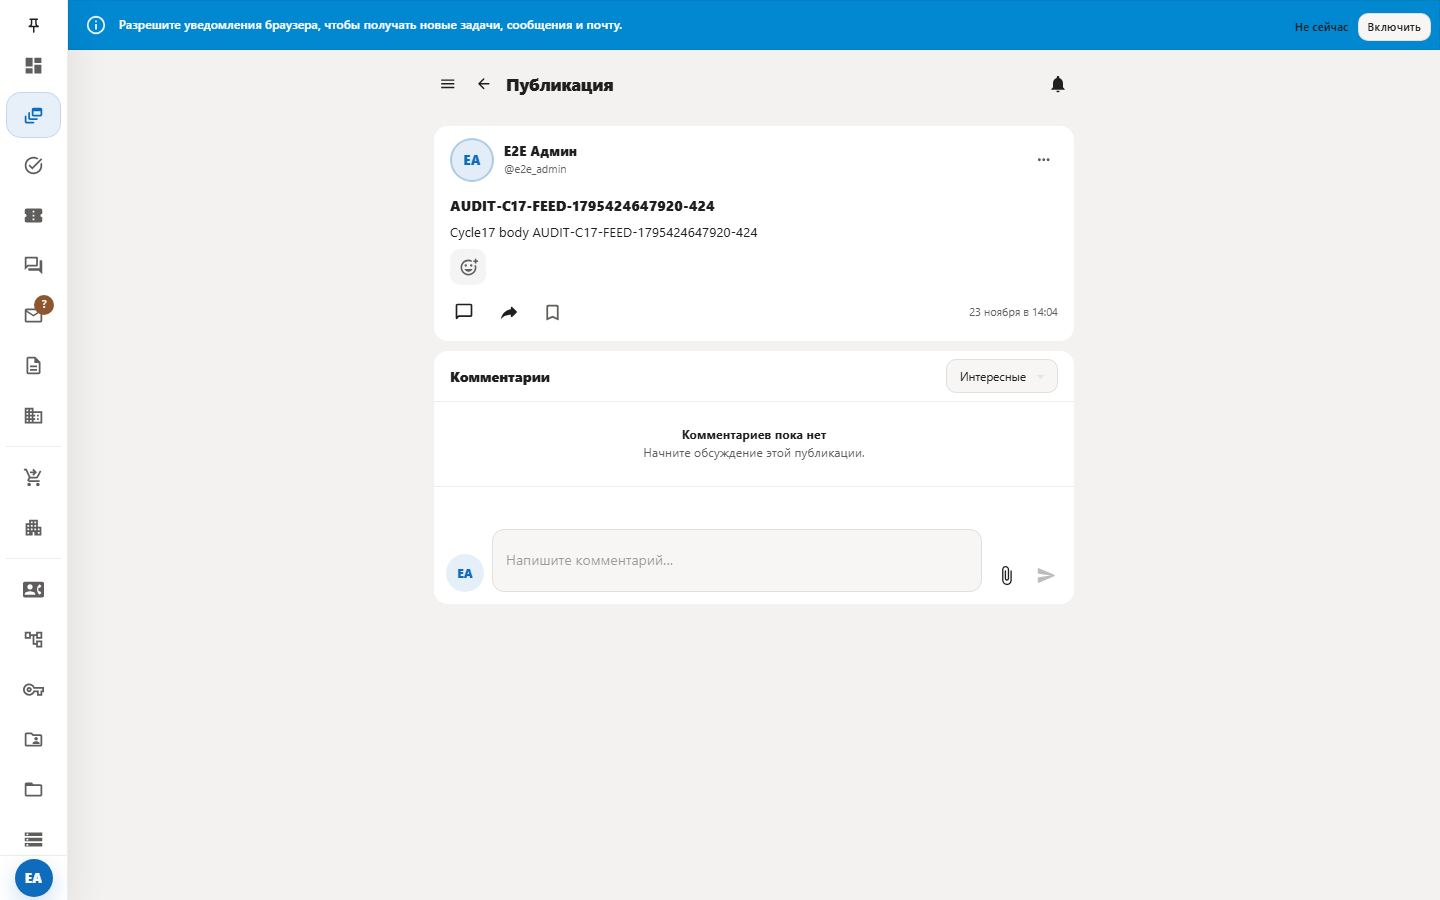 Разрешите уведомления браузера, чтобы получать новые задачи, сообщения и почту.
Не сейчас
Включить
Публикация
EA
E2E Админ
@e2e_admin
AUDIT-C17-FEED-1795424647920-424
Cycle17 body AUDIT-C17-FEED-1795424647920-424
23 ноября в 14:04
?
Комментарии
Интересные
Комментариев пока нет
Начните обсуждение этой публикации.
EA
Напишите комментарий...
EA